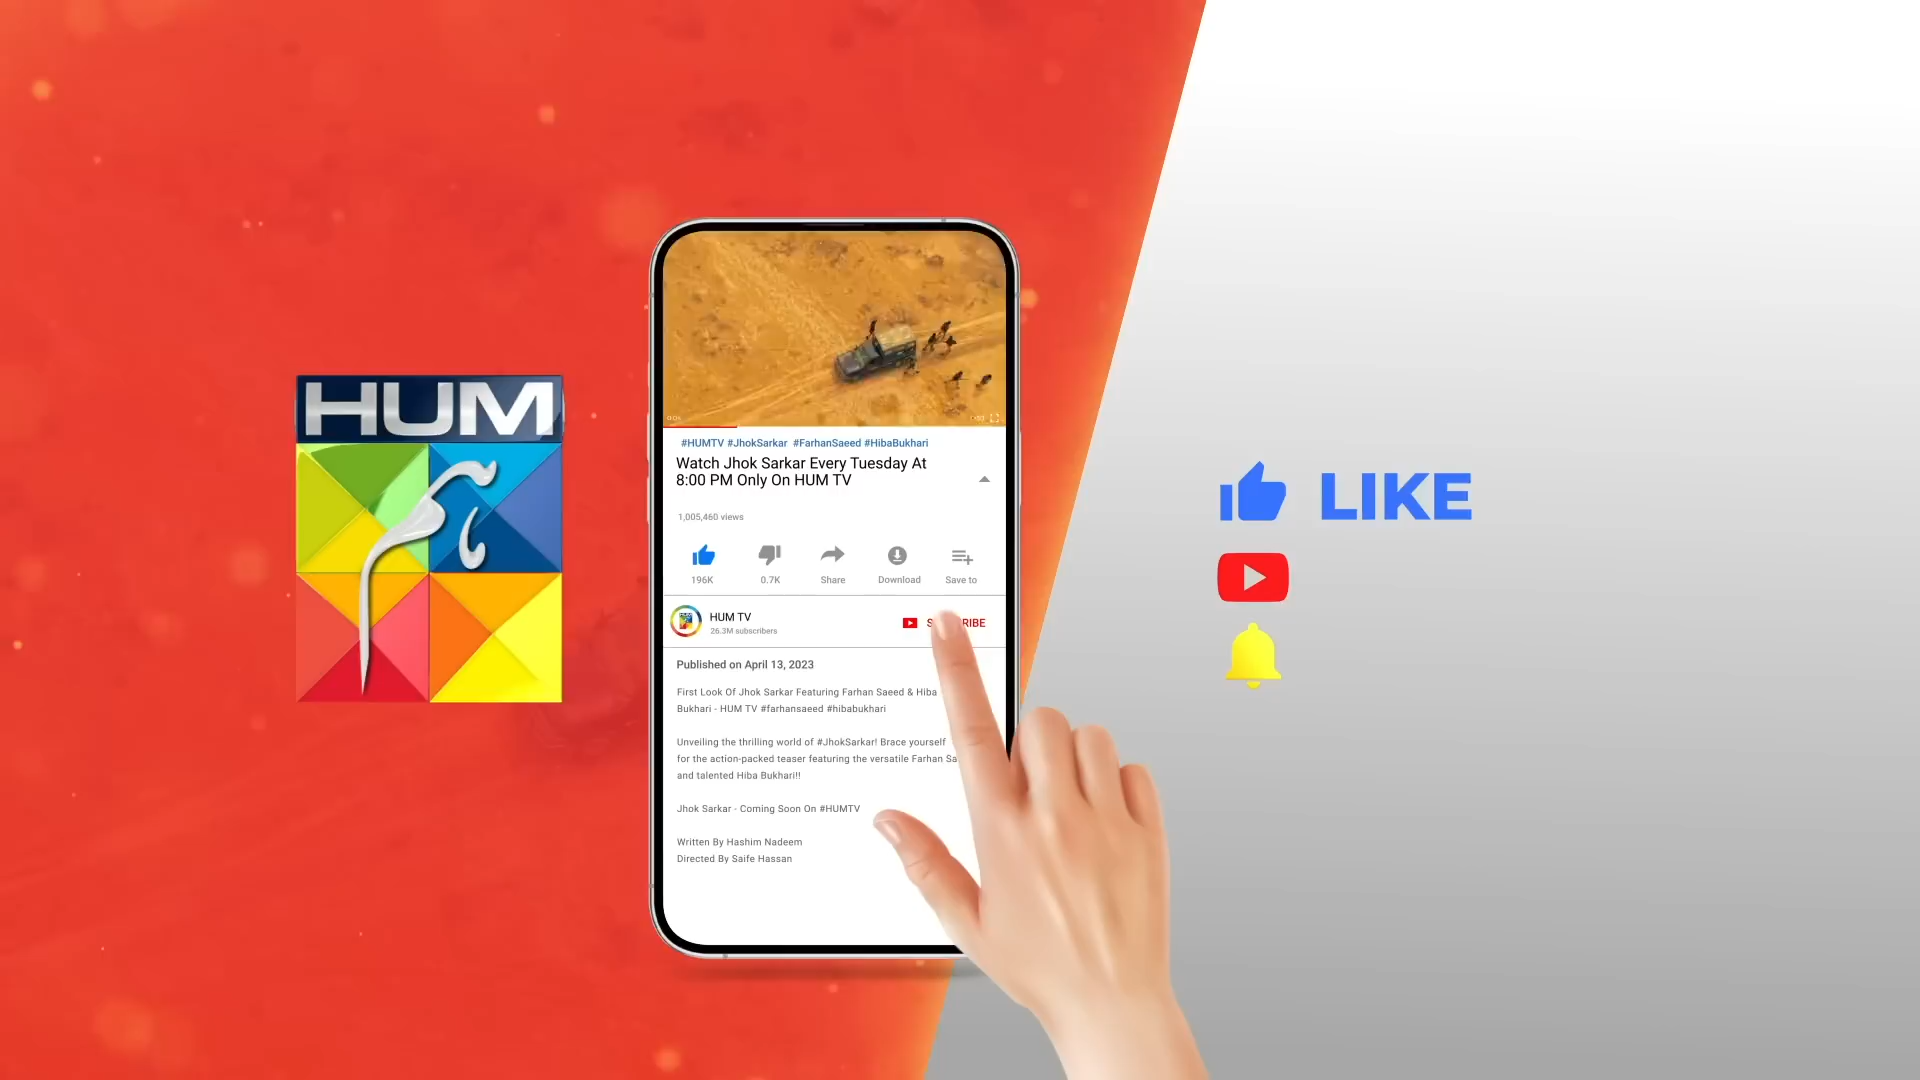 HUM
ہم
#HUMTV #JhokSarkar #FarhanSaeed #HibaBukhari
Watch Jhok Sarkar Every Tuesday At
8:00 PM Only On HUM TV
1,005,460 views
196K
0.7K
Share
Download
Save to
HUM TV
26.3M subscribers
Published on April 13, 2023
First Look Of Jhok Sarkar Featuring Farhan Saeed & Hiba
Bukhari - HUM TV #farhansaeed #hibabukhari
Unveiling the thrilling world of #JhokSarkar! Brace yourself
for the action-packed teaser featuring the versatile Farhan Sa
and talented Hiba Bukhari!!
Jhok Sarkar - Coming Soon On #HUMTV
Written By Hashim Nadeem
Directed By Saife Hassan
LIKE